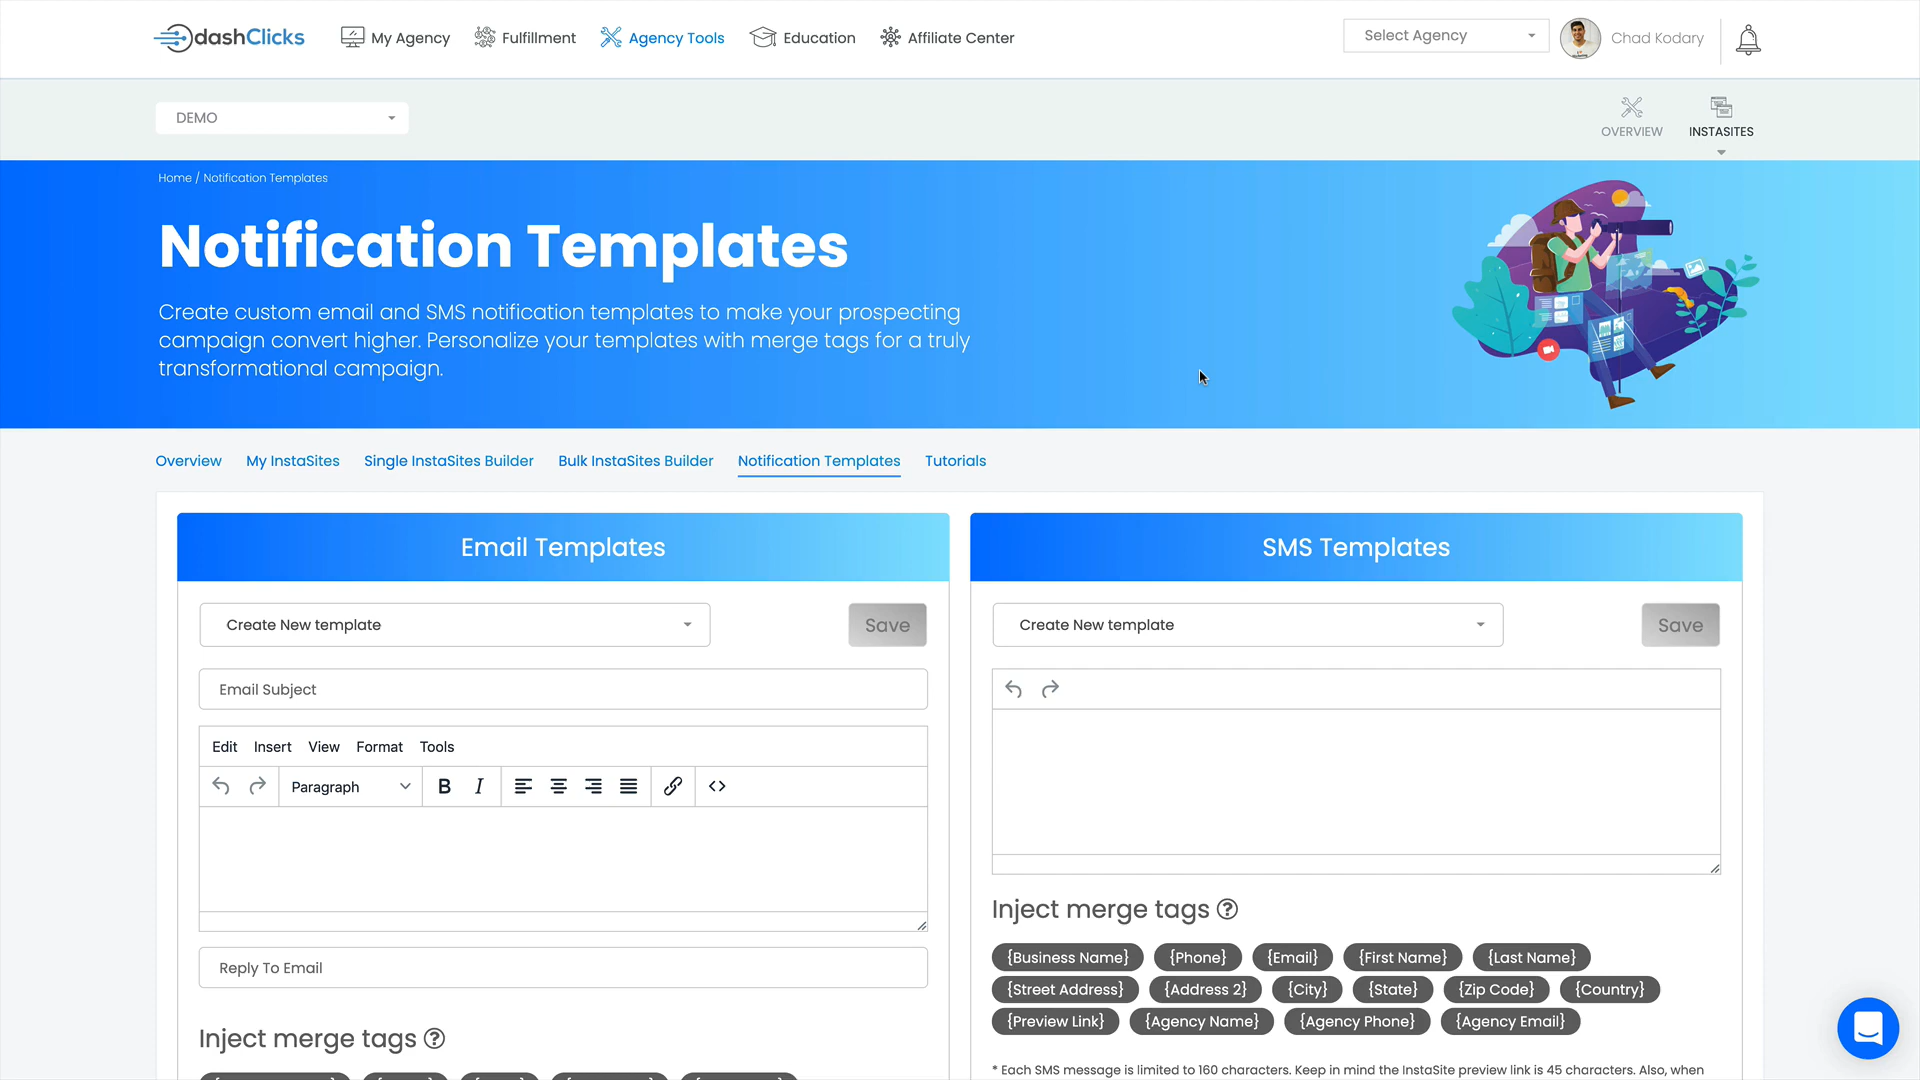 dashClicks
My Agency
Fulfillment
Agency Tools
Education
Affiliate Center
Select Agency
Chad Kodary
DEMO
OVERVIEW
INSTASITES
Home / Notification Templates
Notification Templates
Create custom email and SMS notification templates to make your prospecting
campaign convert higher. Personalize your templates with merge tags for a truly
transformational campaign.
Overview
My InstaSites
Single InstaSites Builder
Bulk InstaSites Builder
Notification Templates
Tutorials
Email Templates
Create New template
Save
Email Subject
Edit Insert View Format Tools
Paragraph
B I
Reply To Email
Inject merge tags ?
SMS Templates
Create New template
Save
Inject merge tags ?
{Business Name} {Phone} {Email} {First Name} {Last Name}
{Street Address} {Address 2} {City} {State} {Zip Code} {Country}
{Preview Link} {Agency Name} {Agency Phone} {Agency Email}
* Each SMS message is limited to 160 characters. Keep in mind the InstaSite preview link is 45 characters. Also, when